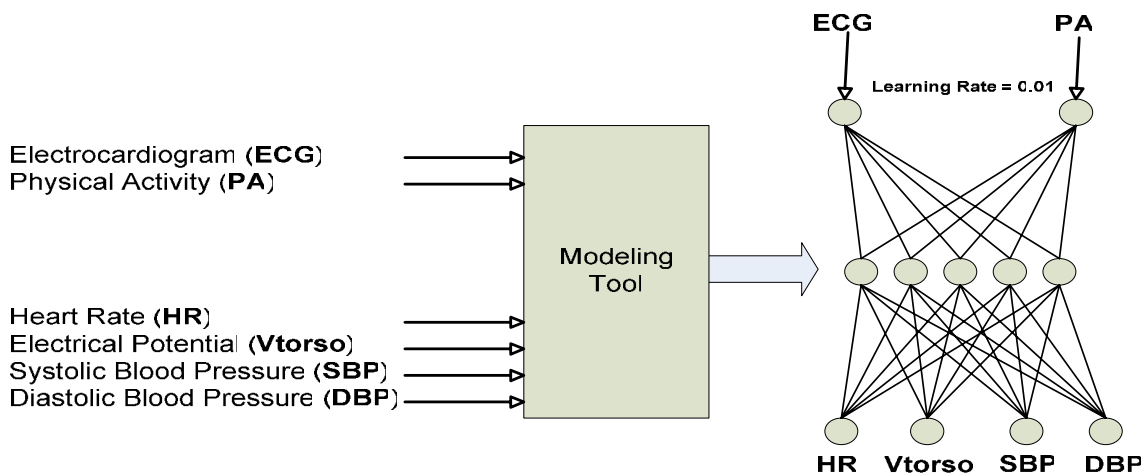 Electrocardiogram (ECG)
Physical Activity (PA)
Heart Rate (HR)
Electrical Potential (Vtorso)
Systolic Blood Pressure (SBP)
Diastolic Blood Pressure (DBP)
Modeling
Tool
ECG
PA
Learning Rate = 0.01
HR
Vtorso
SBP
DBP